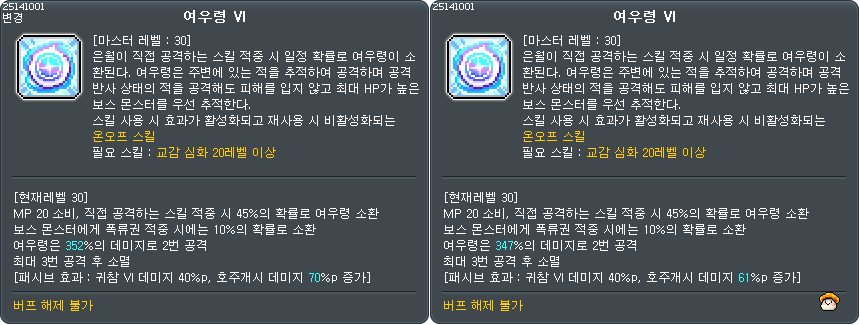 25141001
변경
여우령 VI
[마스터 레벨 : 30]
은월이 직접 공격하는 스킬 적중 시 일정 확률로 여우령이 소
환된다. 여우령은 주변에 있는 적을 추적하여 공격하며 공격
반사 상태의 적을 공격해도 피해를 입지 않고 최대 HP가 높은
보스 몬스터를 우선 추적한다.
스킬 사용 시 효과가 활성화되고 재사용 시 비활성화되는
온오프 스킬
필요 스킬 : 교감 심화 20레벨 이상
[현재레벨 30]
MP 20 소비, 직접 공격하는 스킬 적중 시 45%의 확률로 여우령 소환
보스 몬스터에게 폭류권 적중 시에는 10%의 확률로 소환
여우령은 352%의 데미지로 2번 공격
최대 3번 공격 후 소멸
[패시브 효과 : 귀참 VI 데미지 40%p, 호주개시 데미지 70%p 증가]
버프 해제 불가
25141001
여우령 VI
[마스터 레벨 : 30]
은월이 직접 공격하는 스킬 적중 시 일정 확률로 여우령이 소
환된다. 여우령은 주변에 있는 적을 추적하여 공격하며 공격
반사 상태의 적을 공격해도 피해를 입지 않고 최대 HP가 높은
보스 몬스터를 우선 추적한다.
스킬 사용 시 효과가 활성화되고 재사용 시 비활성화되는
온오프 스킬
필요 스킬 : 교감 심화 20레벨 이상
[현재레벨 30]
MP 20 소비, 직접 공격하는 스킬 적중 시 45%의 확률로 여우령 소환
보스 몬스터에게 폭류권 적중 시에는 10%의 확률로 소환
여우령은 347%의 데미지로 2번 공격
최대 3번 공격 후 소멸
[패시브 효과 : 귀참 VI 데미지 40%p, 호주개시 데미지 61%p 증가]
버프 해제 불가